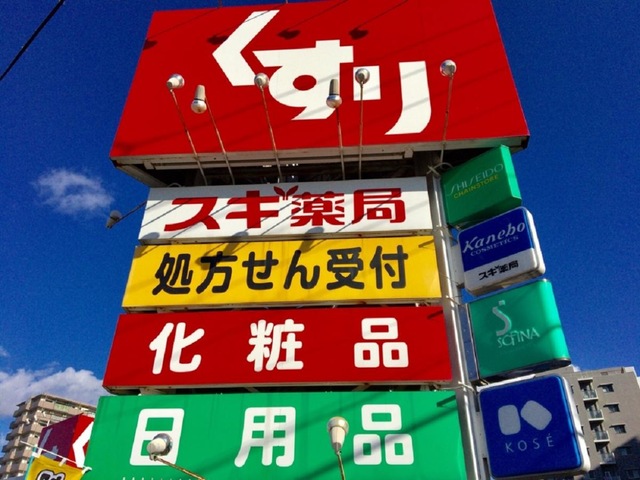 くすり
スギ薬局
処方せん受付
化粧品
日用品
SHISEIDO
CHAINSTORE
Kanebo
COSMETICS
スギ薬局
SOFINA
KOSÉ